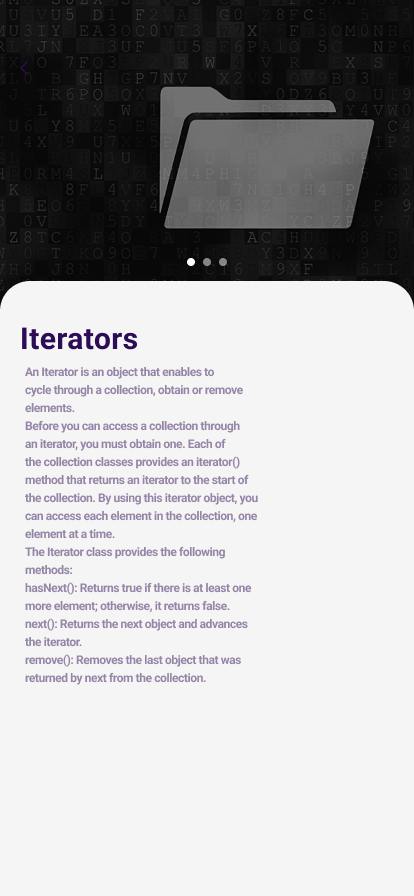 Iterators
An Iterator is an object that enables to
cycle through a collection, obtain or remove
elements.
Before you can access a collection through
an iterator, you must obtain one. Each of
the collection classes provides an iterator()
method that returns an iterator to the start of
the collection. By using this iterator object, you
can access each element in the collection, one
element at a time.
The Iterator class provides the following
methods:
hasNext(): Returns true if there is at least one
more element; otherwise, it returns false.
next(): Returns the next object and advances
the iterator.
remove(): Removes the last object that was
returned by next from the collection.